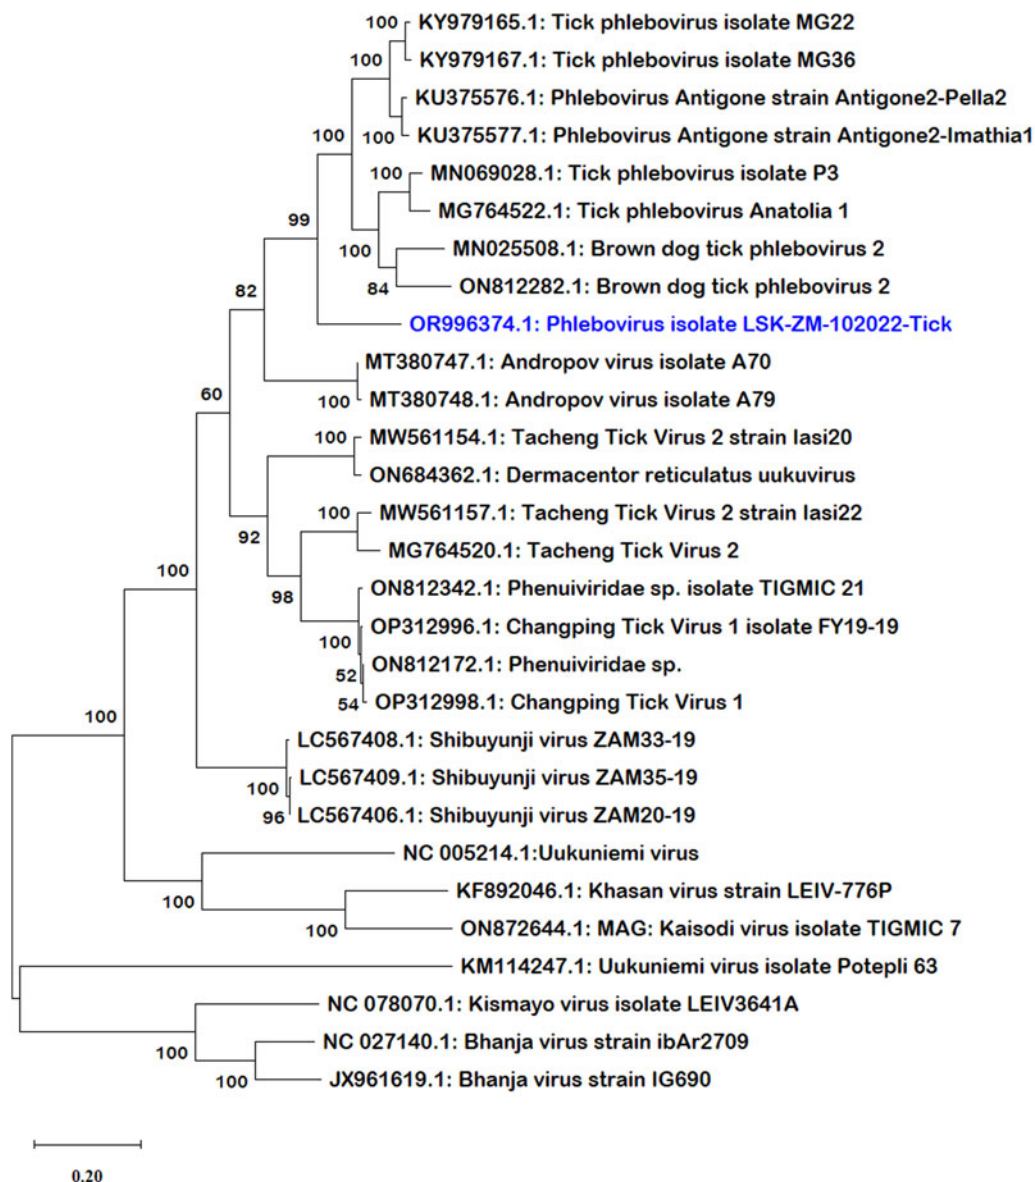 100 KY979165.1: Tick phlebovirus isolate MG22
100 KY979167.1: Tick phlebovirus isolate MG36
KU375576.1: Phlebovirus Antigone strain Antigone2-Pella2
100 100 KU375577.1: Phlebovirus Antigone strain Antigone2-Imathia1
100 MN069028.1: Tick phlebovirus isolate P3
99 MG764522.1: Tick phlebovirus Anatolia 1
100 MN025508.1: Brown dog tick phlebovirus 2
82 84 ON812282.1: Brown dog tick phlebovirus 2
OR996374.1: Phlebovirus isolate LSK-ZM-102022-Tick
MT380747.1: Andropov virus isolate A70
60 100 MT380748.1: Andropov virus isolate A79
100 MW561154.1: Tacheng Tick Virus 2 strain Iasi20
ON684362.1: Dermacentor reticulatus uukuvirus
100 MW561157.1: Tacheng Tick Virus 2 strain Iasi22
92 MG764520.1: Tacheng Tick Virus 2
100 98 ON812342.1: Phenuiviridae sp. isolate TIGMIC 21
100 OP312996.1: Changping Tick Virus 1 isolate FY19-19
52 ON812172.1: Phenuiviridae sp.
54 OP312998.1: Changping Tick Virus 1
100 LC567408.1: Shibuyunji virus ZAM33-19
100 LC567409.1: Shibuyunji virus ZAM35-19
96 LC567406.1: Shibuyunji virus ZAM20-19
NC 005214.1:Uukuniemi virus
100 KF892046.1: Khasan virus strain LEIV-776P
100 ON872644.1: MAG: Kaisodi virus isolate TIGMIC 7
KM114247.1: Uukuniemi virus isolate Potepli 63
NC 078070.1: Kismayo virus isolate LEIV3641A
100 NC 027140.1: Bhanja virus strain ibAr2709
100 JX961619.1: Bhanja virus strain IG690
0.20